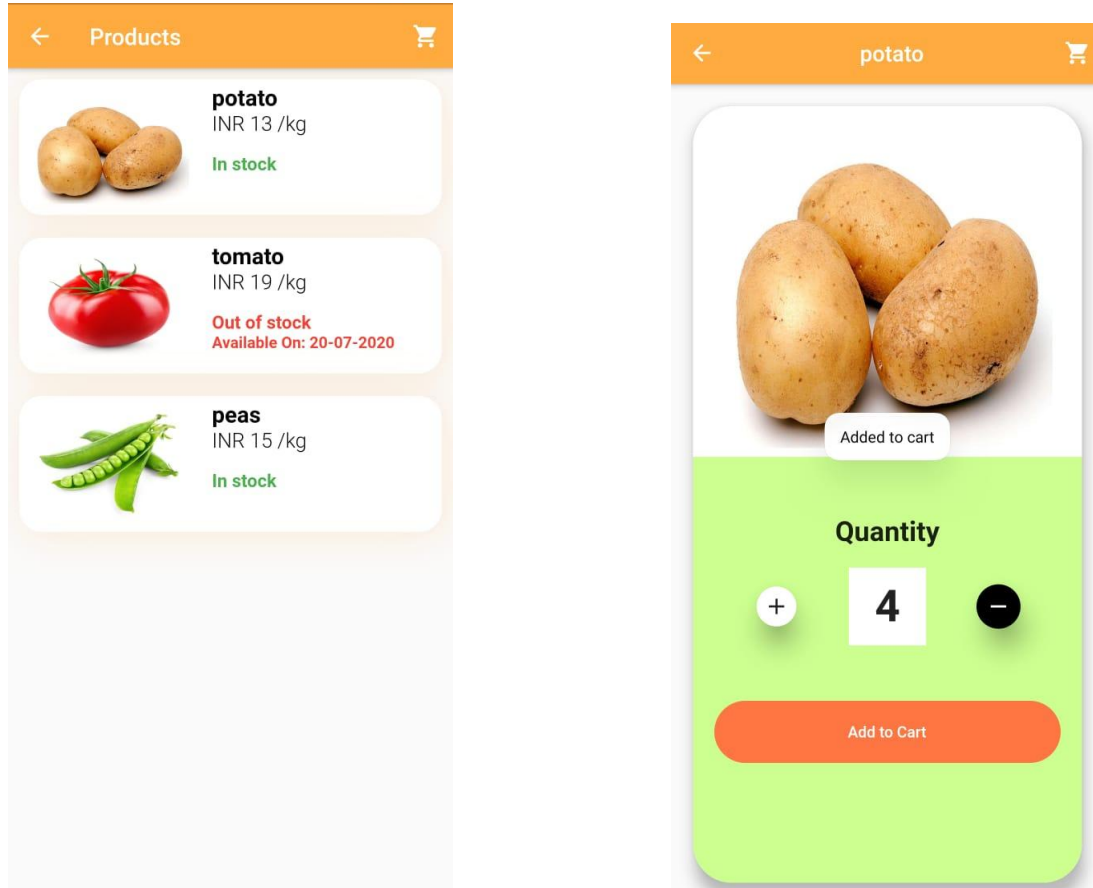 Products
potato
INR 13 /kg
In stock
tomato
INR 19 /kg
Out of stock
Available On: 20-07-2020
peas
INR 15 /kg
In stock
potato
Added to cart
Quantity
+ 4 −
Add to Cart